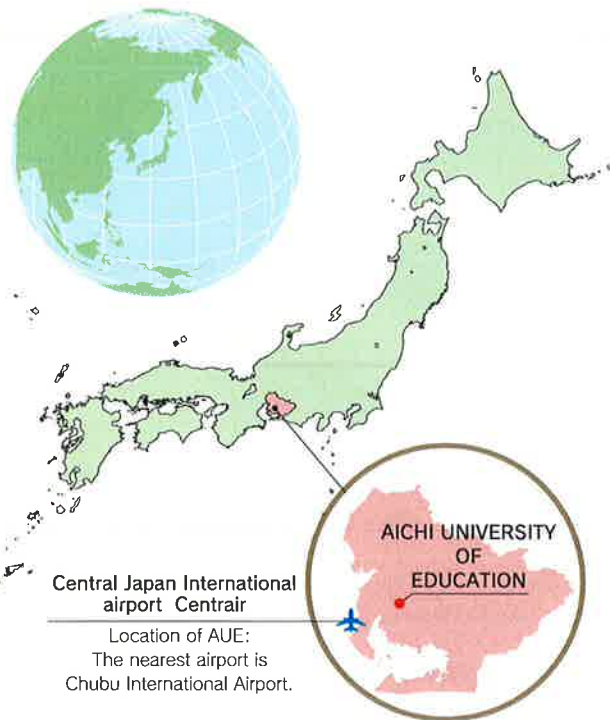 AICHI UNIVERSITY
OF
EDUCATION
Central Japan International
airport Centrair
Location of AUE:
The nearest airport is
Chubu International Airport.